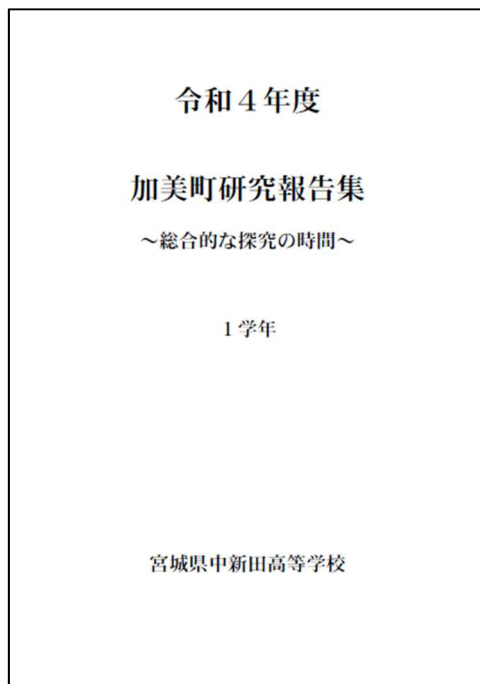 令和４年度
加美町研究報告集
～総合的な探究の時間～
１学年
宮城県中新田高等学校